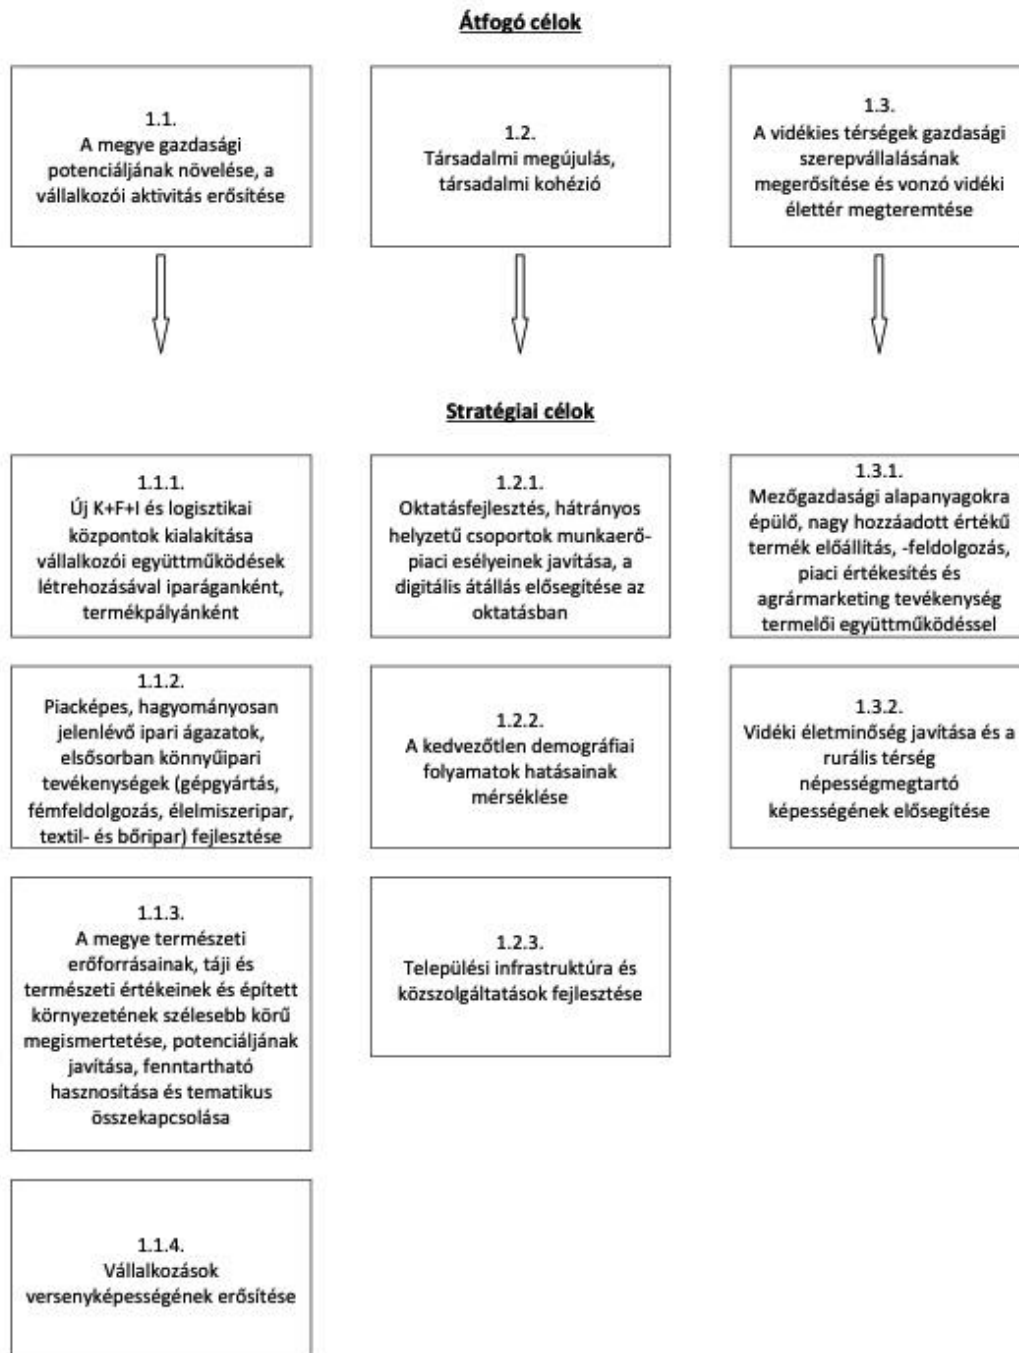 Átfogó célok
1.1.
A megye gazdasági
potenciáljának növelése, a
vállalkozói aktivitás erősítése
1.2.
Társadalmi megújulás,
társadalmi kohézió
1.3.
A vidékies térségek gazdasági
szerepvállalásának
megerősítése és vonzó vidéki
élettér megteremtése
Stratégiai célok
1.1.1.
Új K+F+I és logisztikai
központok kialakítása
vállalkozói együttműködések
létrehozásával iparáganként,
termékpályánként
1.2.1.
Oktatásfejlesztés, hátrányos
helyzetű csoportok munkaerő-
piaci esélyeinek javítása, a
digitális átállás elősegítése az
oktatásban
1.3.1.
Mezőgazdasági alapanyagokra
épülő, nagy hozzáadott értékű
termék előállítás, -feldolgozás,
piaci értékesítés és
agrármarketing tevékenység
termelői együttműködéssel
1.1.2.
Piacképes, hagyományosan
jelenlévő ipari ágazatok,
elsősorban könnyűipari
tevékenységek (gépgyártás,
fémfeldolgozás, élelmiszeripar,
textil- és bőripar) fejlesztése
1.2.2.
A kedvezőtlen demográfiai
folyamatok hatásainak
mérséklése
1.3.2.
Vidéki életminőség javítása és a
rurális térség
népességmegtartó
képességének elősegítése
1.1.3.
A megye természeti
erőforrásainak, táji és
természeti értékeinek és épített
környezetének szélesebb körű
megismertetése, potenciáljának
javítása, fenntartható
hasznosítása és tematikus
összekapcsolása
1.2.3.
Települési infrastruktúra és
közszolgáltatások fejlesztése
1.1.4.
Vállalkozások
versenyképességének erősítése